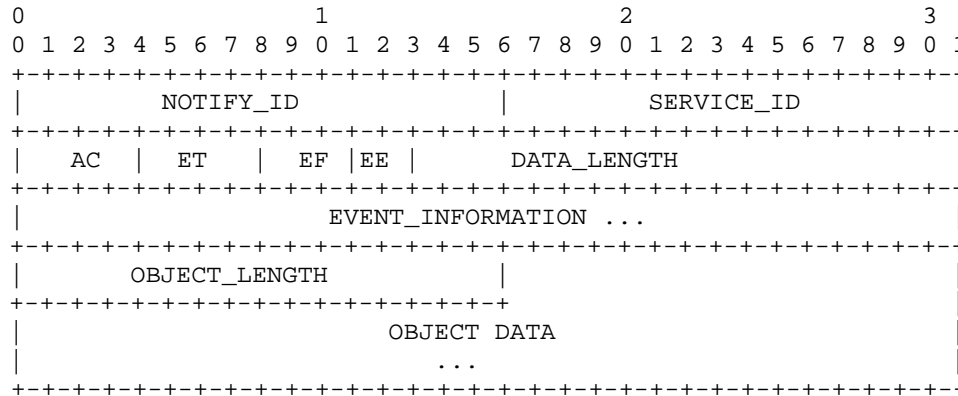 0                   1                   2                   3
0 1 2 3 4 5 6 7 8 9 0 1 2 3 4 5 6 7 8 9 0 1 2 3 4 5 6 7 8 9 0
+-+-+-+-+-+-+-+-+-+-+-+-+-+-+-+-+-+-+-+-+-+-+-+-+-+-+-+-+-+-+-
|         NOTIFY_ID             |         SERVICE_ID
+-+-+-+-+-+-+-+-+-+-+-+-+-+-+-+-+-+-+-+-+-+-+-+-+-+-+-+-+-+-+-
|   AC  |  ET   |  EF |EE |      DATA_LENGTH
+-+-+-+-+-+-+-+-+-+-+-+-+-+-+-+-+-+-+-+-+-+-+-+-+-+-+-+-+-+-+-
|                    EVENT_INFORMATION ...                    |
+-+-+-+-+-+-+-+-+-+-+-+-+-+-+-+-+-+-+-+-+-+-+-+-+-+-+-+-+-+-+-
|       OBJECT_LENGTH           |                             |
+-+-+-+-+-+-+-+-+-+-+-+-+-+-+-+-+                             |
|                        OBJECT DATA                          |
|                           ...                               |
+-+-+-+-+-+-+-+-+-+-+-+-+-+-+-+-+-+-+-+-+-+-+-+-+-+-+-+-+-+-+-